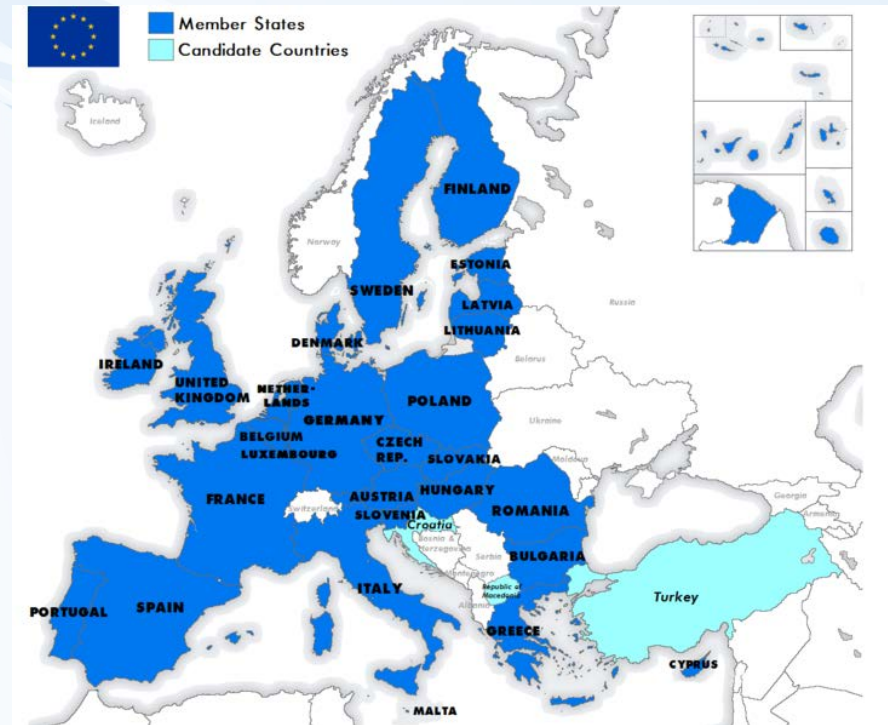 Member States
Candidate Countries
Iceland
FINLAND
Norway
ESTONIA
SWEDEN
LATVIA
Russia
LITHUANIA
DENMARK
Belarus
IRELAND
UNITED
KINGDOM
NETHER-
LANDS
POLAND
GERMANY
Ukraine
BELGIUM
LUXEMBOURG
CZECH
REP.
SLOVAKIA
Moldova
FRANCE
Switzerland
AUSTRIA
HUNGARY
ROMANIA
SLOVENIA
Croatia
Georgia
Armenia
Bosnia &
Herzegovina
Serbia
BULGARIA
Montenegro
ITALY
Republic of
Macedonia
Albania
Turkey
PORTUGAL
SPAIN
GREECE
CYPRUS
MALTA